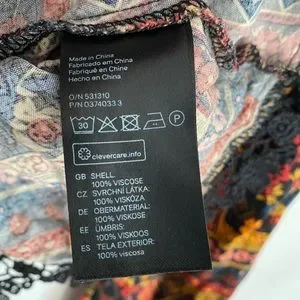 Made in China
Fabricado em China
Fabriqué en Chine
Hecho en China
O/N 531310
P/N 0374033.3
30
P
clevercare.info
GB SHELL
100% VISCOSE
CZ SVRCHNÍ LÁTKA:
100% VISKÓZA
DE OBERMATERIAL:
100% VISKOSE
EE ÜMBRIS:
100% VISKOOS
ES TELA EXTERIOR:
100% viscosa